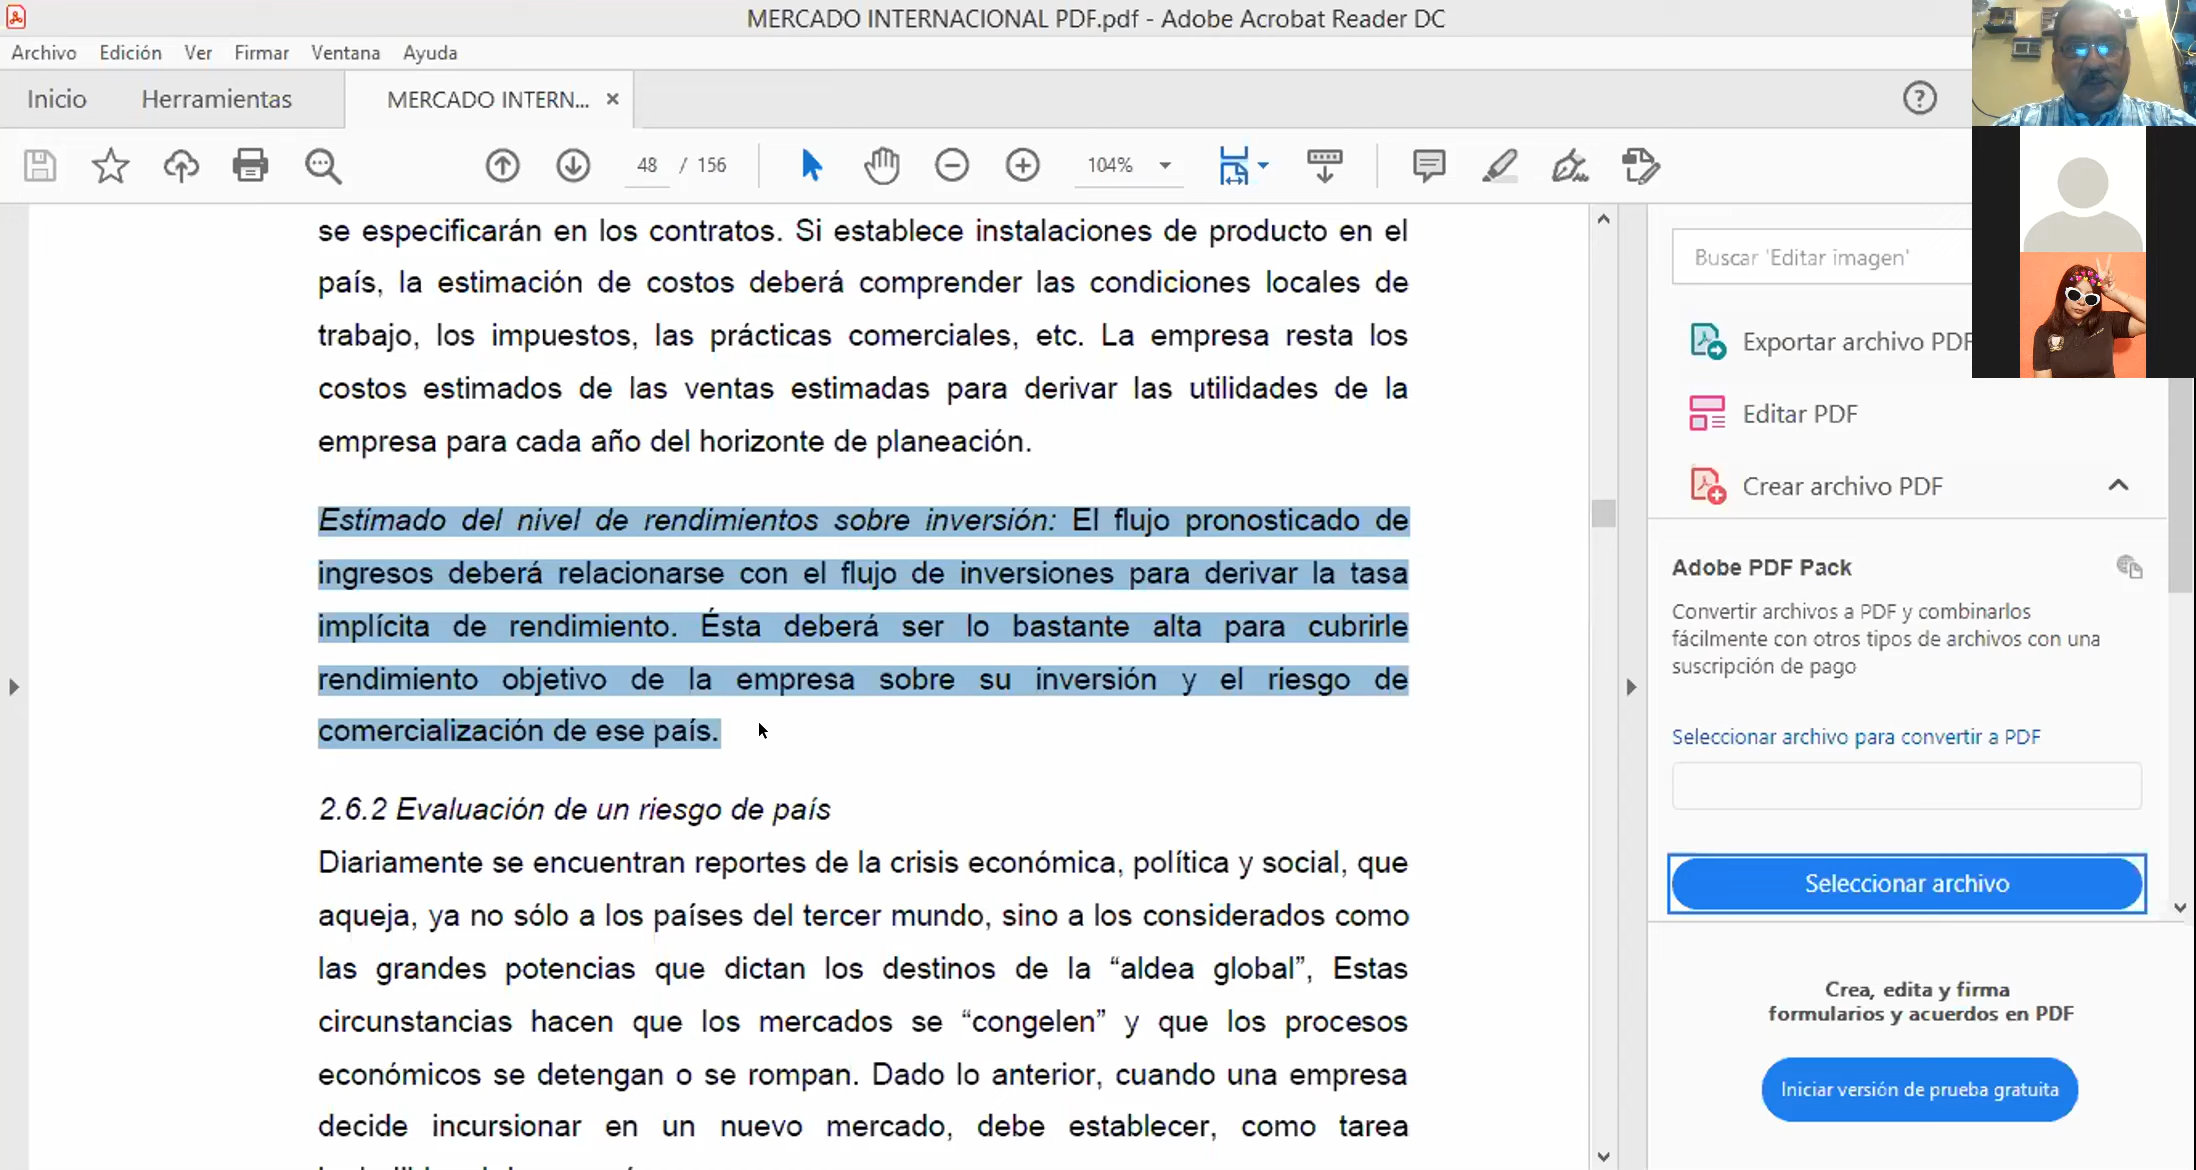 MERCADO INTERNACIONAL PDF.pdf - Adobe Acrobat Reader DC
Archivo Edición Ver Firmar Ventana Ayuda
Inicio Herramientas MERCADO INTERN... ×
48 / 156 104%
se especificarán en los contratos. Si establece instalaciones de producto en el
país, la estimación de costos deberá comprender las condiciones locales de
trabajo, los impuestos, las prácticas comerciales, etc. La empresa resta los
costos estimados de las ventas estimadas para derivar las utilidades de la
empresa para cada año del horizonte de planeación.
Estimado del nivel de rendimientos sobre inversión: El flujo pronosticado de
ingresos deberá relacionarse con el flujo de inversiones para derivar la tasa
implícita de rendimiento. Ésta deberá ser lo bastante alta para cubrirle
rendimiento objetivo de la empresa sobre su inversión y el riesgo de
comercialización de ese país.
2.6.2 Evaluación de un riesgo de país
Diariamente se encuentran reportes de la crisis económica, política y social, que
aqueja, ya no sólo a los países del tercer mundo, sino a los considerados como
las grandes potencias que dictan los destinos de la “aldea global”, Estas
circunstancias hacen que los mercados se “congelen” y que los procesos
económicos se detengan o se rompan. Dado lo anterior, cuando una empresa
decide incursionar en un nuevo mercado, debe establecer, como tarea
Buscar 'Editar imagen'
Exportar archivo PDF
Editar PDF
Crear archivo PDF
Adobe PDF Pack
Convertir archivos a PDF y combinarlos
fácilmente con otros tipos de archivos con una
suscripción de pago
Seleccionar archivo para convertir a PDF
Seleccionar archivo
Crea, edita y firma
formularios y acuerdos en PDF
Iniciar versión de prueba gratuita